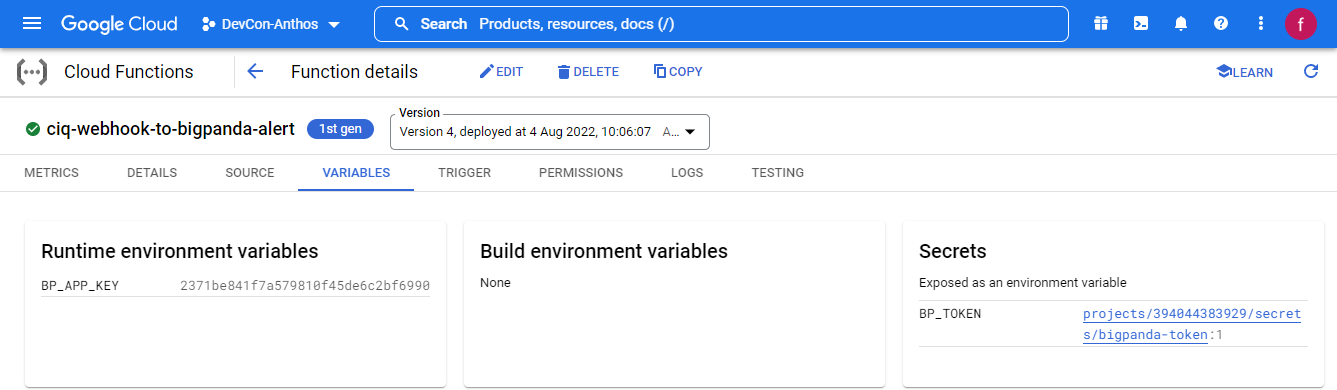 Google Cloud DevCon-Anthos Search Products, resources, docs (/) f
Cloud Functions Function details EDIT DELETE COPY LEARN
Version
ciq-webhook-to-bigpanda-alert 1st gen Version 4, deployed at 4 Aug 2022, 10:06:07 A...
METRICS DETAILS SOURCE VARIABLES TRIGGER PERMISSIONS LOGS TESTING
Runtime environment variables
BP_APP_KEY 2371be841f7a579810f45de6c2bf6990
Build environment variables
None
Secrets
Exposed as an environment variable
BP_TOKEN projects/394044383929/secret
s/bigpanda-token:1